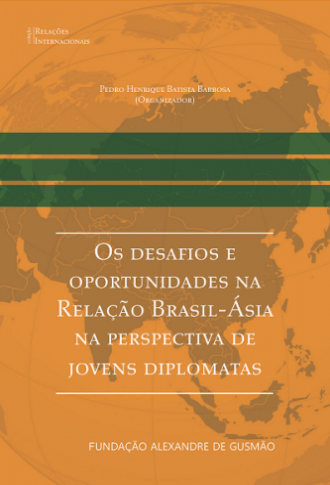 coleção Relações
Internacionais
Pedro Henrique Batista Barbosa
(Organizador)
Os desafios e
oportunidades na
Relação Brasil-Ásia
na perspectiva de
jovens diplomatas
FUNDAÇÃO ALEXANDRE DE GUSMÃO